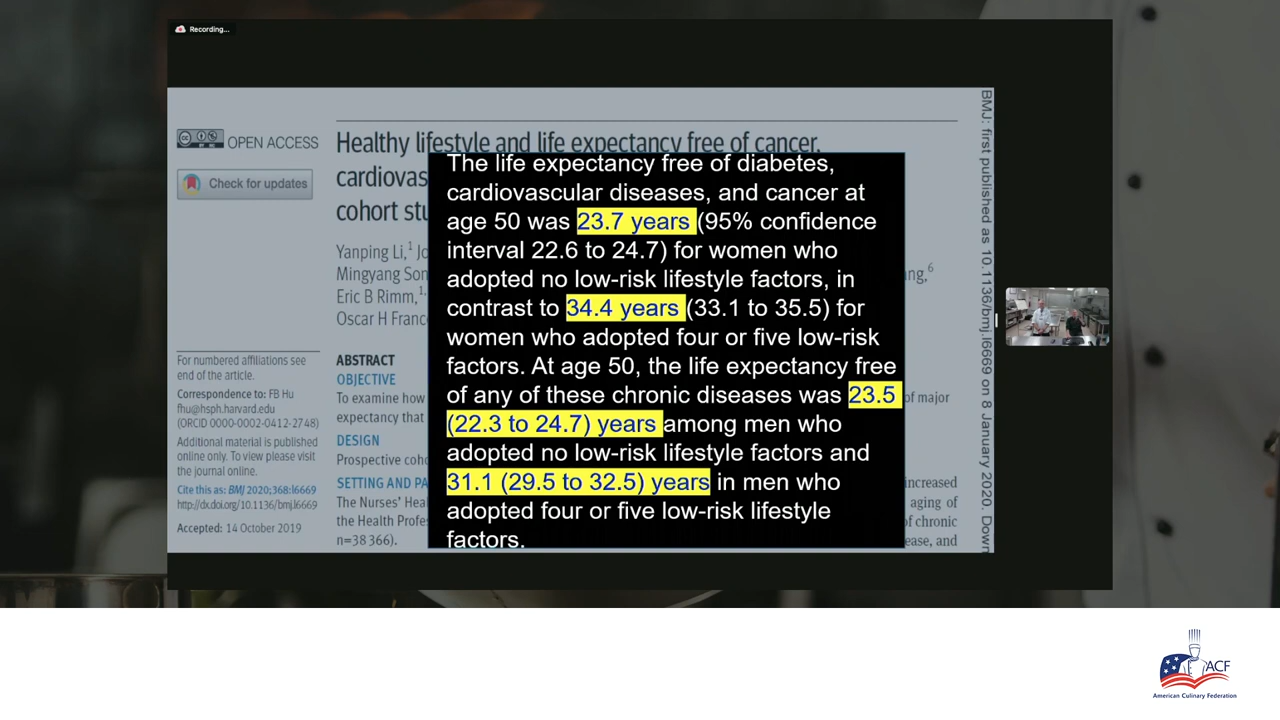 Recording...
OPEN ACCESS
Check for updates
Healthy lifestyle and life expectancy free of cancer,
cardiovas
cohort stu
Yanping Li,1 Jo
Mingyang Son
ang,6
Eric B Rimm,1,
Oscar H Franc
For numbered affiliations see
end of the article.
Correspondence to: FB Hu
fhu@hsph.harvard.edu
(ORCID 0000-0002-0412-2748)
Additional material is published
online only. To view please visit
the journal online.
Cite this as: BMJ 2020;368:l6669
http://dx.doi.org/10.1136/bmj.l6669
Accepted: 14 October 2019
ABSTRACT
OBJECTIVE
To examine how
of major
expectancy that
DESIGN
Prospective coho
SETTING AND PA
The Nurses' Heal
the Health Profes
n=38 366).
increased
aging of
of chronic
ease, and
The life expectancy free of diabetes,
cardiovascular diseases, and cancer at
age 50 was 23.7 years (95% confidence
interval 22.6 to 24.7) for women who
adopted no low-risk lifestyle factors, in
contrast to 34.4 years (33.1 to 35.5) for
women who adopted four or five low-risk
factors. At age 50, the life expectancy free
of any of these chronic diseases was 23.5
(22.3 to 24.7) years among men who
adopted no low-risk lifestyle factors and
31.1 (29.5 to 32.5) years in men who
adopted four or five low-risk lifestyle
factors.
BMJ: first published as 10.1136/bmj.l6669 on 8 January 2020. Down
ACF
American Culinary Federation